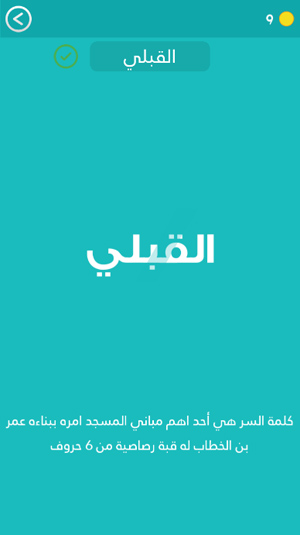 ٩
القبلي
القبلي
كلمة السر هي أحد اهم مباني المسجد امره ببناءه عمر
بن الخطاب له قبة رصاصية من 6 حروف